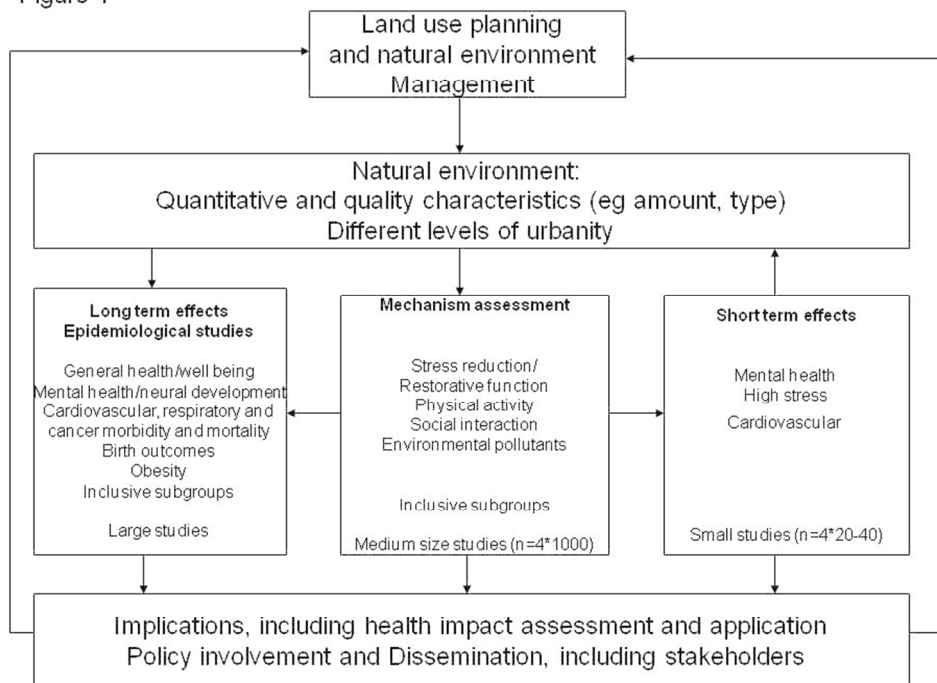 Land use planning
and natural environment
Management
Natural environment:
Quantitative and quality characteristics (eg amount, type)
Different levels of urbanity
Long term effects
Epidemiological studies
General health/well being
Mental health/neural development
Cardiovascular, respiratory and
cancer morbidity and mortality
Birth outcomes
Obesity
Inclusive subgroups
Large studies
Mechanism assessment
Stress reduction/
Restorative function
Physical activity
Social interaction
Environmental pollutants
Inclusive subgroups
Medium size studies (n=4*1000)
Short term effects
Mental health
High stress
Cardiovascular
Small studies (n=4*20-40)
Implications, including health impact assessment and application
Policy involvement and Dissemination, including stakeholders